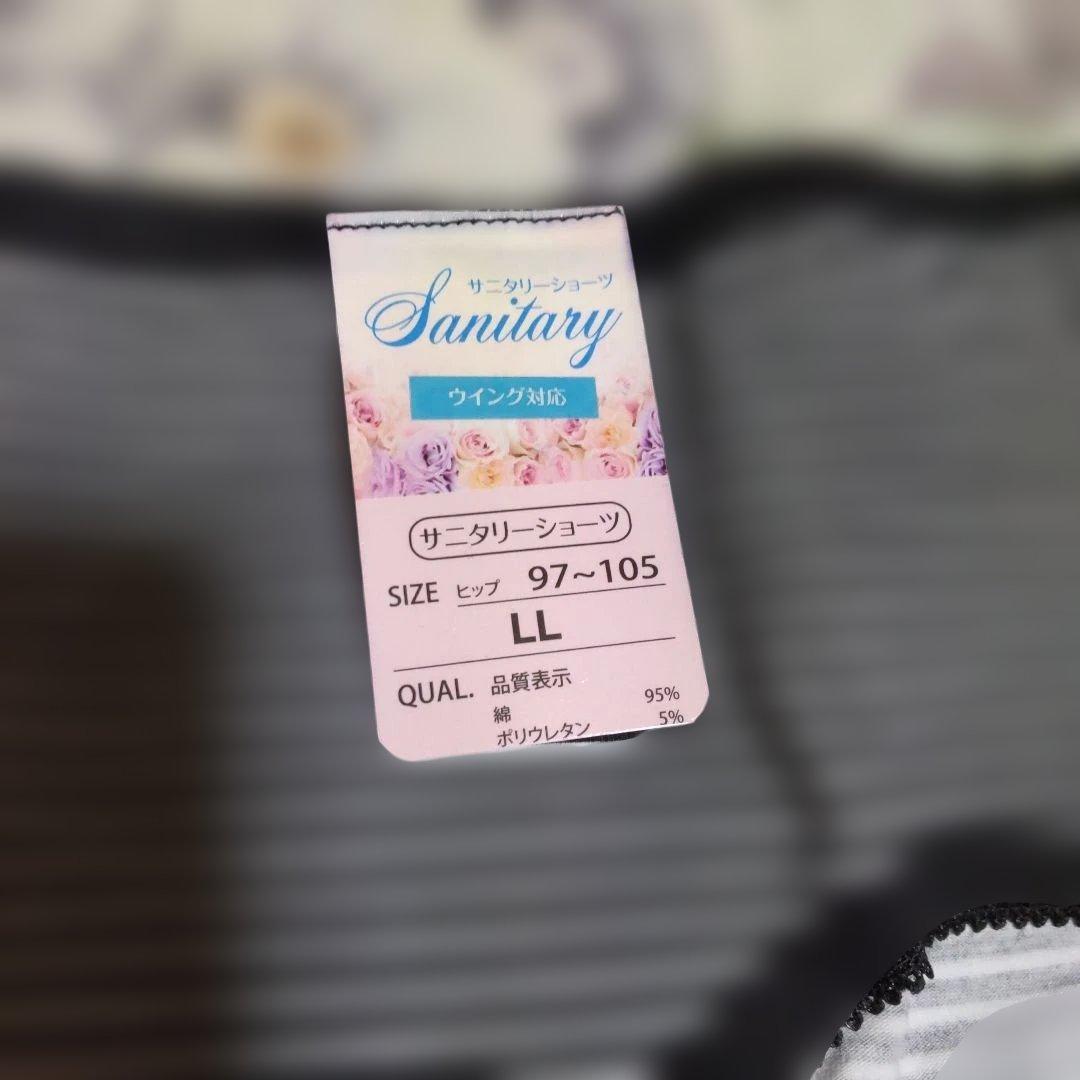 サニタリーショーツ
Sanitary
ウイング対応
サニタリーショーツ
SIZE ヒップ 97~105
LL
QUAL. 品質表示
綿 95%
ポリウレタン 5%